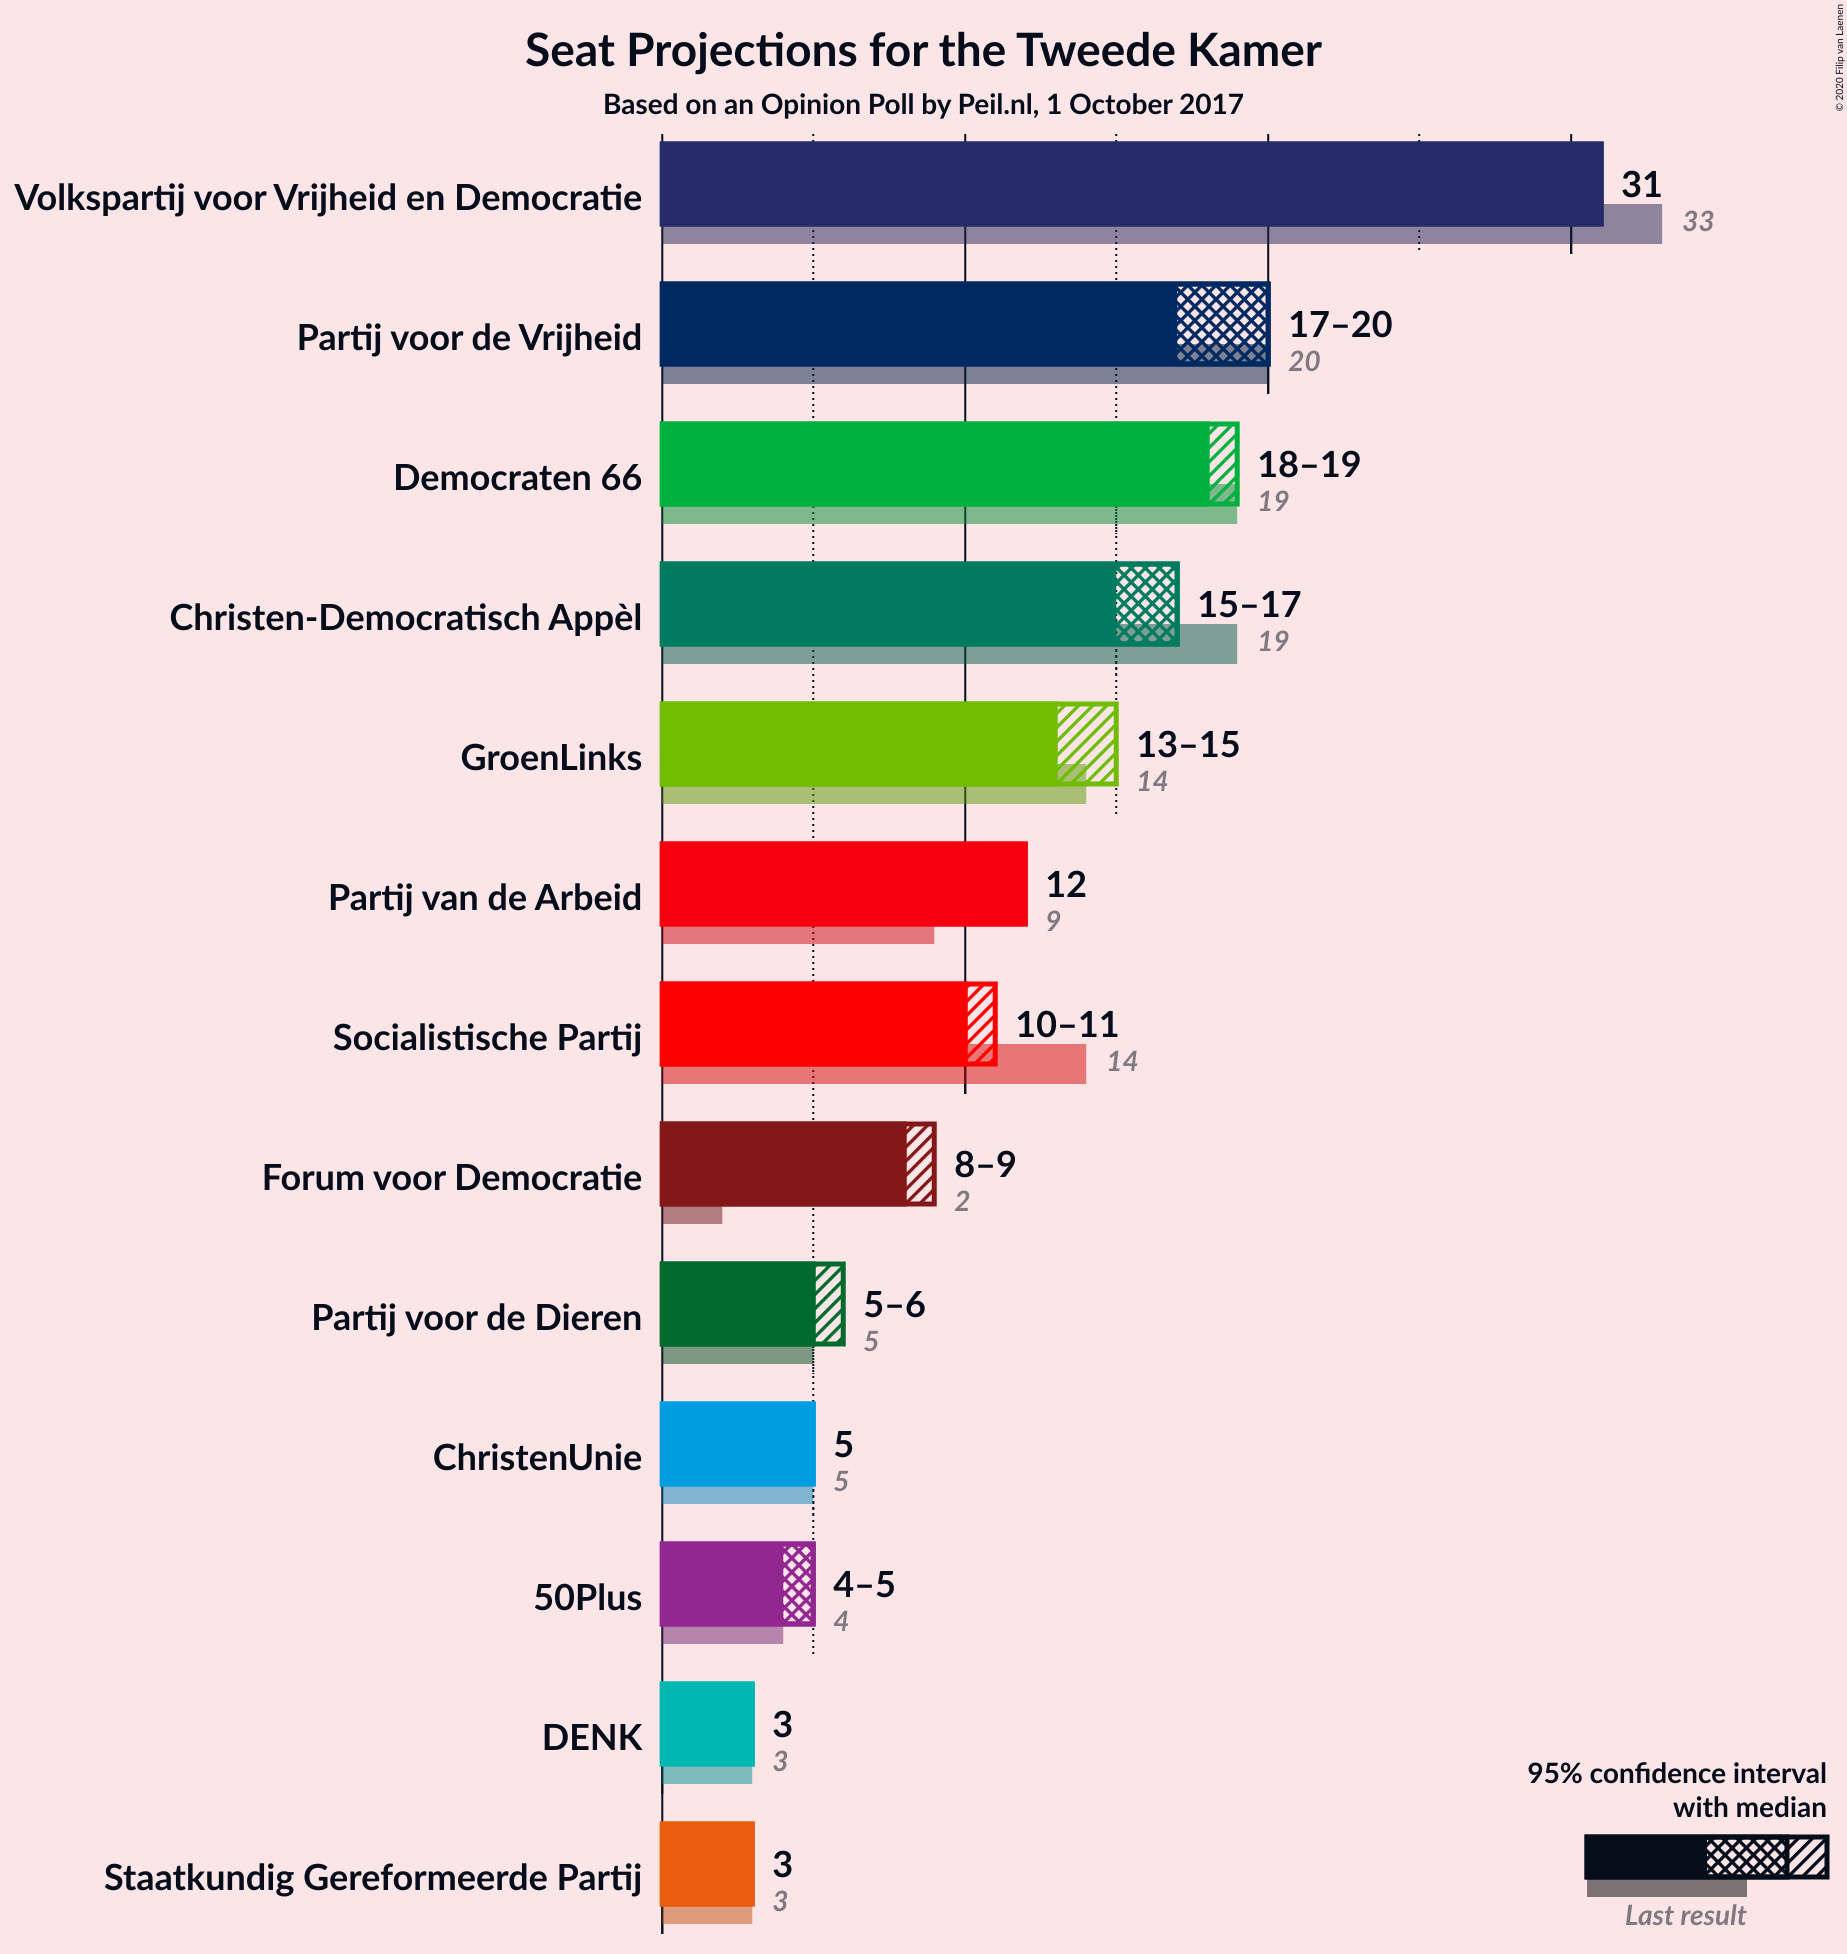 Seat Projections for the Tweede Kamer
Based on an Opinion Poll by Peil.nl, 1 October 2017
© 2020 Filip van Laenen
Volkspartij voor Vrijheid en Democratie
31
33
Partij voor de Vrijheid
17–20
20
Democraten 66
18–19
19
Christen-Democratisch Appèl
15–17
19
GroenLinks
13–15
14
Partij van de Arbeid
12
9
Socialistische Partij
10–11
14
Forum voor Democratie
8–9
2
Partij voor de Dieren
5–6
5
ChristenUnie
5
5
50Plus
4–5
4
DENK
3
3
Staatkundig Gereformeerde Partij
3
3
95% confidence interval
with median
Last result